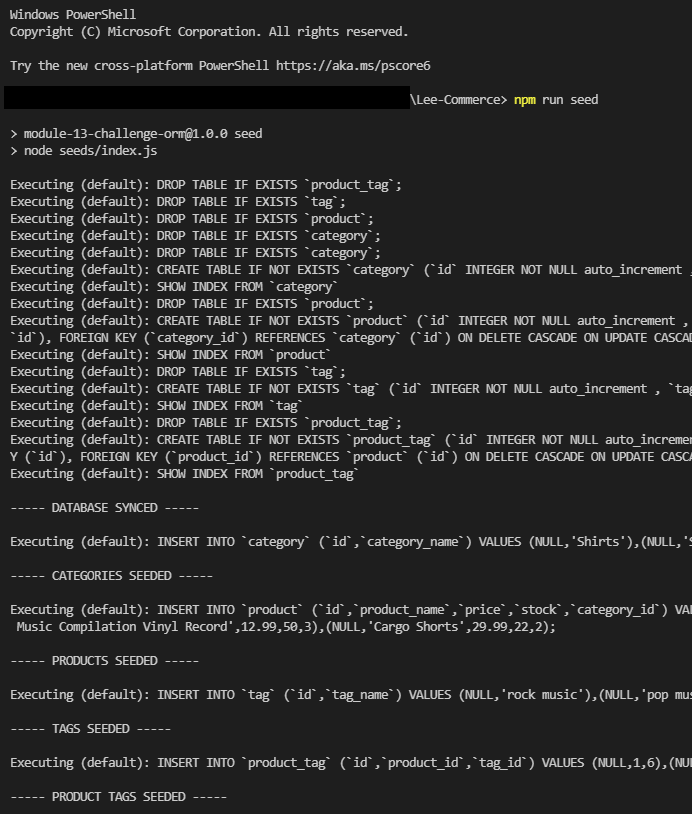 Windows PowerShell
Copyright (C) Microsoft Corporation. All rights reserved.
Try the new cross-platform PowerShell https://aka.ms/pscore6
\Lee-Commerce> npm run seed
> module-13-challenge-orm@1.0.0 seed
> node seeds/index.js
Executing (default): DROP TABLE IF EXISTS `product_tag`;
Executing (default): DROP TABLE IF EXISTS `tag`;
Executing (default): DROP TABLE IF EXISTS `product`;
Executing (default): DROP TABLE IF EXISTS `category`;
Executing (default): DROP TABLE IF EXISTS `category`;
Executing (default): CREATE TABLE IF NOT EXISTS `category` (`id` INTEGER NOT NULL auto_increment ,
Executing (default): SHOW INDEX FROM `category`
Executing (default): DROP TABLE IF EXISTS `product`;
Executing (default): CREATE TABLE IF NOT EXISTS `product` (`id` INTEGER NOT NULL auto_increment ,
`id`), FOREIGN KEY (`category_id`) REFERENCES `category` (`id`) ON DELETE CASCADE ON UPDATE CASCAD
Executing (default): SHOW INDEX FROM `product`
Executing (default): DROP TABLE IF EXISTS `tag`;
Executing (default): CREATE TABLE IF NOT EXISTS `tag` (`id` INTEGER NOT NULL auto_increment , `tag
Executing (default): SHOW INDEX FROM `tag`
Executing (default): DROP TABLE IF EXISTS `product_tag`;
Executing (default): CREATE TABLE IF NOT EXISTS `product_tag` (`id` INTEGER NOT NULL auto_incremen
Y (`id`), FOREIGN KEY (`product_id`) REFERENCES `product` (`id`) ON DELETE CASCADE ON UPDATE CASCA
Executing (default): SHOW INDEX FROM `product_tag`
----- DATABASE SYNCED -----
Executing (default): INSERT INTO `category` (`id`,`category_name`) VALUES (NULL,'Shirts'),(NULL,'S
----- CATEGORIES SEEDED -----
Executing (default): INSERT INTO `product` (`id`,`product_name`,`price`,`stock`,`category_id`) VAL
Music Compilation Vinyl Record',12.99,50,3),(NULL,'Cargo Shorts',29.99,22,2);
----- PRODUCTS SEEDED -----
Executing (default): INSERT INTO `tag` (`id`,`tag_name`) VALUES (NULL,'rock music'),(NULL,'pop mus
----- TAGS SEEDED -----
Executing (default): INSERT INTO `product_tag` (`id`,`product_id`,`tag_id`) VALUES (NULL,1,6),(NUL
----- PRODUCT TAGS SEEDED -----